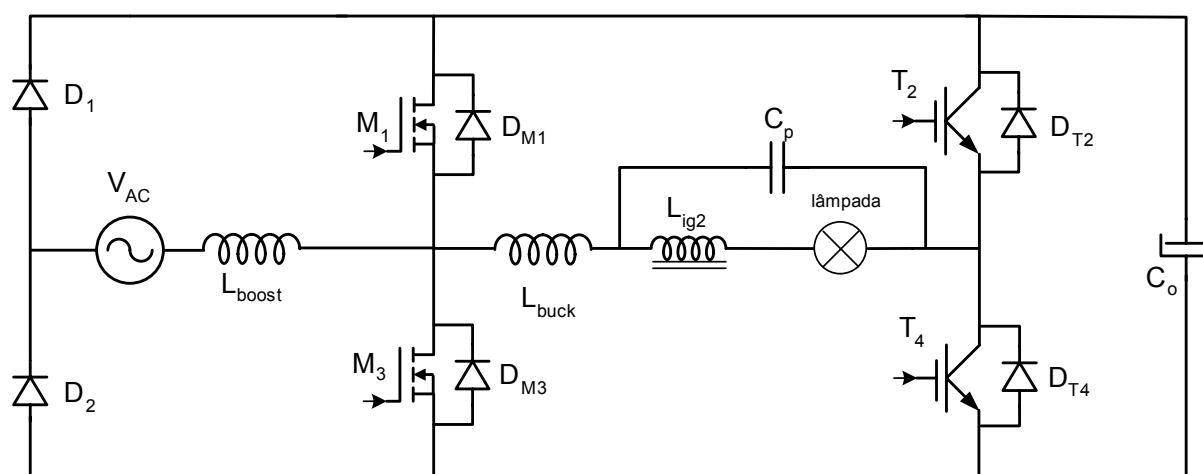 D1
VAC
Lboost
D2
M1
DM1
Lbuck
Cp
Lig2
lâmpada
M3
DM3
T2
DT2
T4
DT4
Co